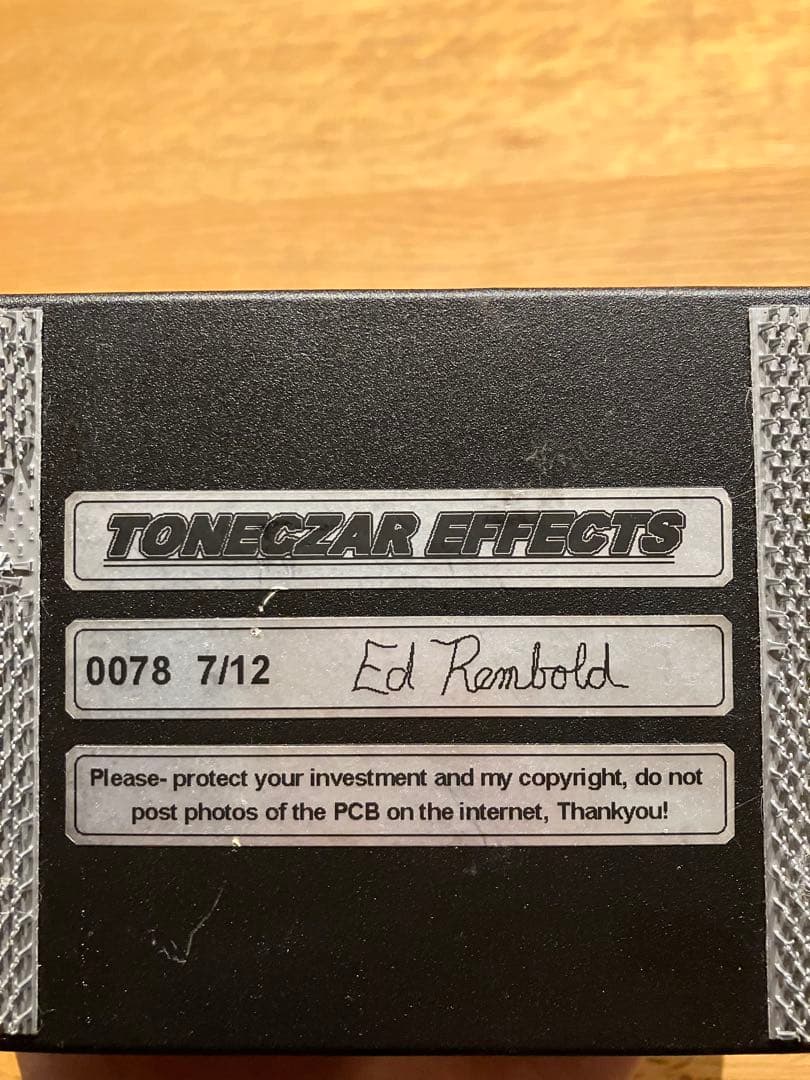 TONECZAR EFFECTS
0078 7/12 Ed Rembold
Please- protect your investment and my copyright, do not
post photos of the PCB on the internet, Thankyou!